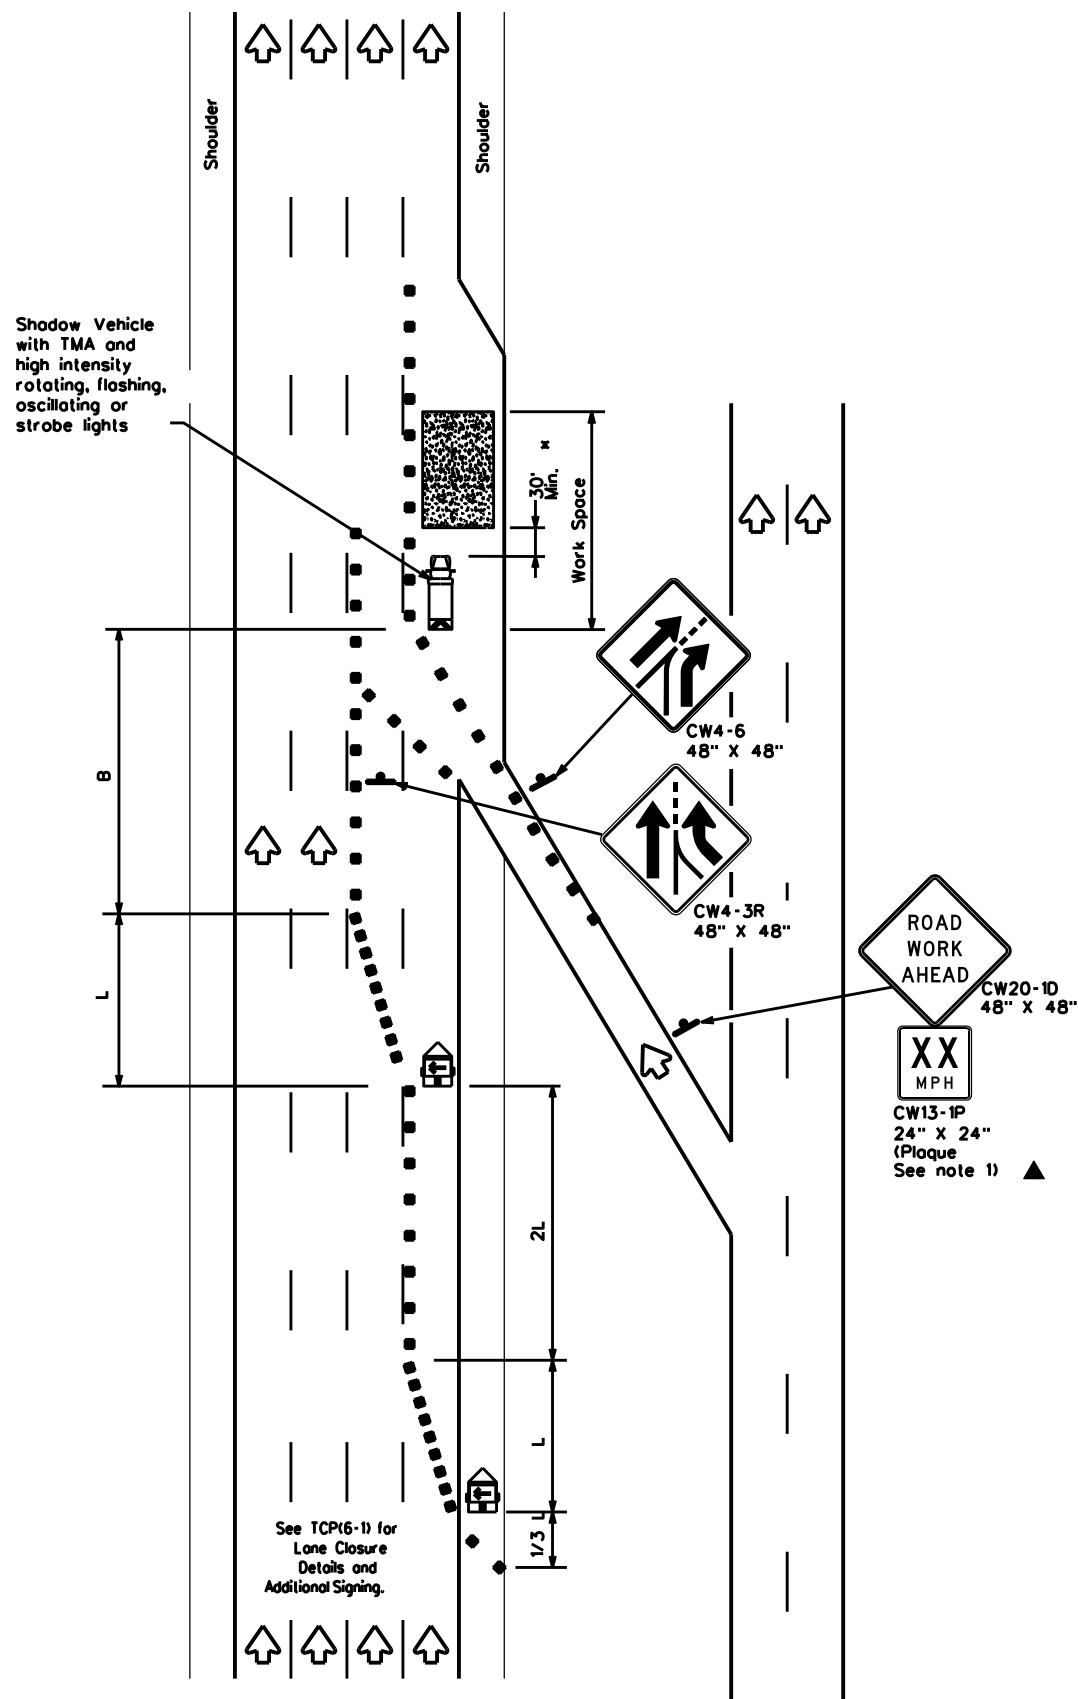 Shoulder
Shoulder
Shadow Vehicle
with TMA and
high intensity
rotating, flashing,
oscillating or
strobe lights
x
30'
Min.
Work Space
CW4-6
48" X 48"
B
CW4-3R
48" X 48"
ROAD
WORK
AHEAD
CW20-1D
48" X 48"
L
XX
MPH
CW13-1P
24" X 24"
(Plaque
See note 1)
2L
L
1/3 L
See TCP(6-1) for
Lane Closure
Details and
Additional Signing.